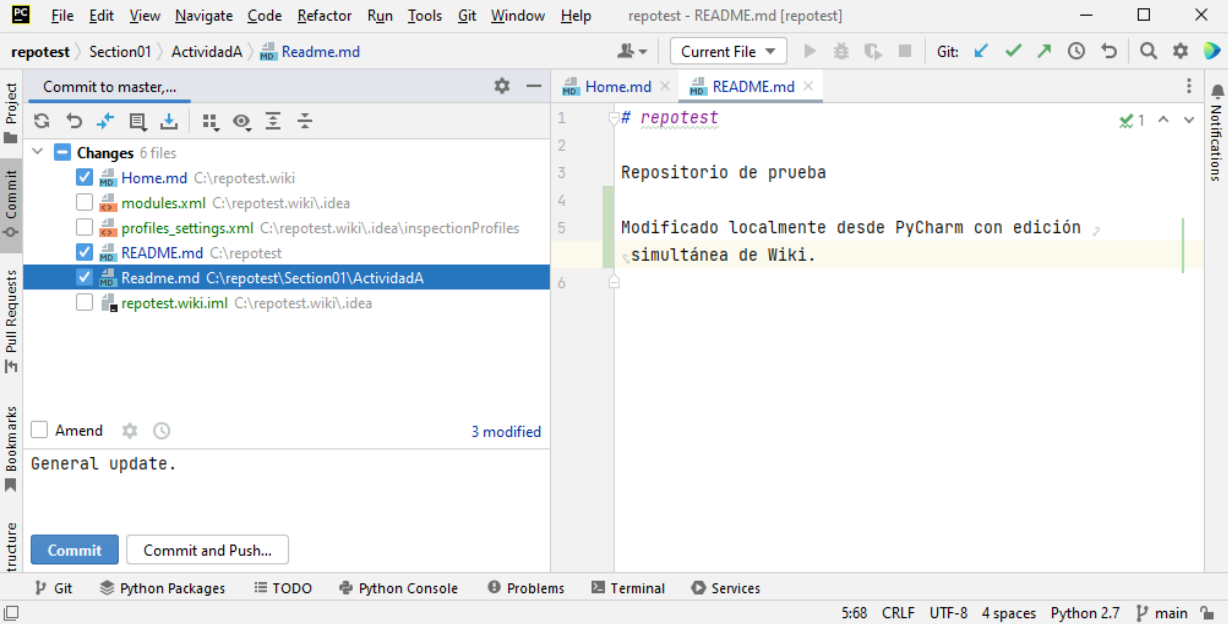 PC File Edit View Navigate Code Refactor Run Tools Git Window Help repotest - README.md [repotest]
repotest Section01 ActividadA Readme.md Current File Git:
Project
Commit
Pull Requests
Bookmarks
tructure
Commit to master,...
Changes 6 files
Home.md C:\repotest.wiki
modules.xml C:\repotest.wiki\.idea
profiles_settings.xml C:\repotest.wiki\.idea\inspectionProfiles
README.md C:\repotest
Readme.md C:\repotest\Section01\ActividadA
repotest.wiki.iml C:\repotest.wiki\.idea
Amend 3 modified
General update.
Commit Commit and Push...
Home.md README.md
1 # repotest 1
2
3 Repositorio de prueba
4
5 Modificado localmente desde PyCharm con edición
simultánea de Wiki.
6
Notifications
Git Python Packages TODO Python Console Problems Terminal Services
5:68 CRLF UTF-8 4 spaces Python 2.7 main